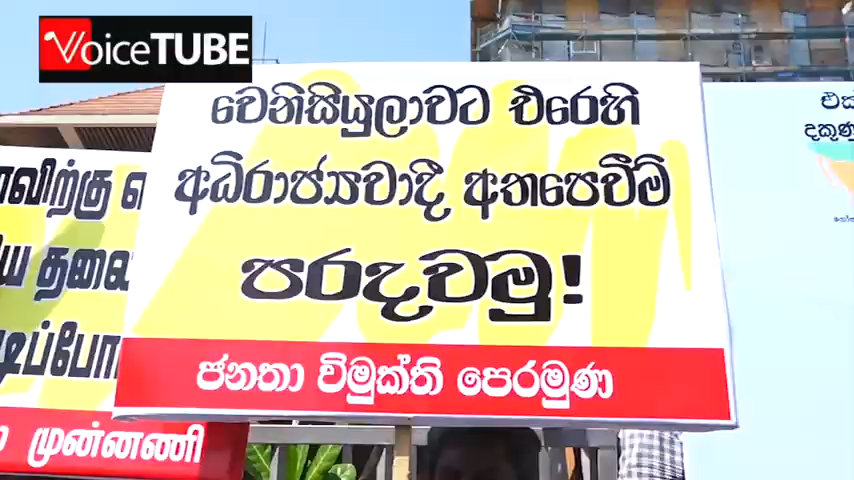 VoiceTUBE
වෙනිසියුලාවට එරෙහි
අධිරාජ්‍යවාදී අතපෙවීම්
පරදවමු!
ජනතා විමුක්ති පෙරමුණ
முன்னணி